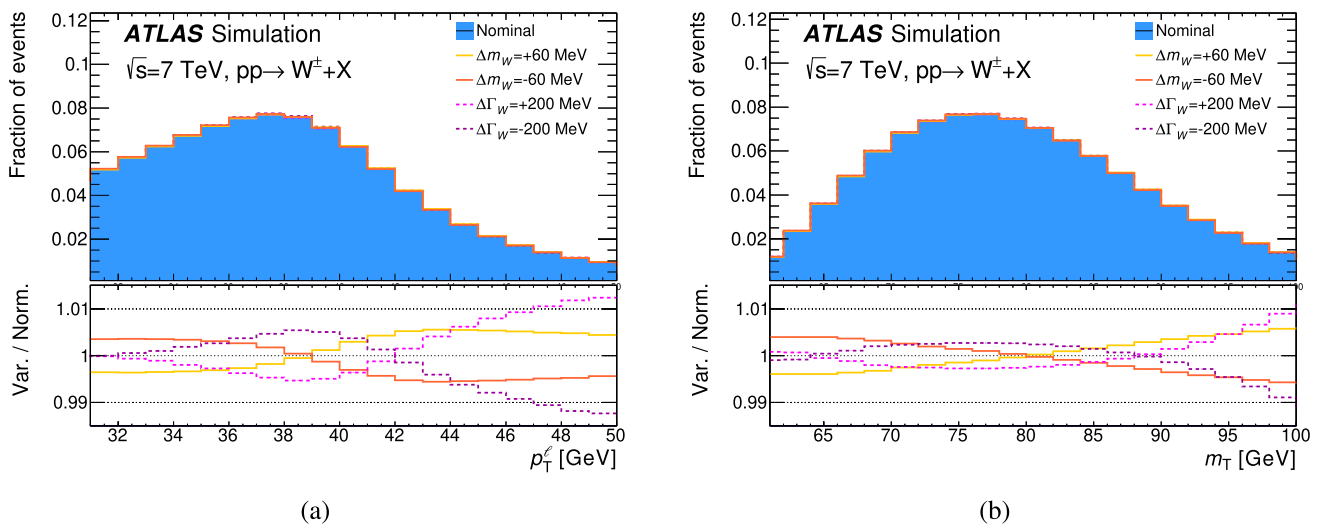 Fraction of events
0.12
0.1
0.08
0.06
0.04
0.02
ATLAS Simulation
√s=7 TeV, pp→ W±+X
Nominal
Δm_W=+60 MeV
Δm_W=-60 MeV
ΔΓ_W=+200 MeV
ΔΓ_W=-200 MeV
Var. / Norm.
1.01
1
0.99
32 34 36 38 40 42 44 46 48 50
p_T^ℓ [GeV]
(a)
Fraction of events
0.12
0.1
0.08
0.06
0.04
0.02
ATLAS Simulation
√s=7 TeV, pp→ W±+X
Nominal
Δm_W=+60 MeV
Δm_W=-60 MeV
ΔΓ_W=+200 MeV
ΔΓ_W=-200 MeV
Var. / Norm.
1.01
1
0.99
65 70 75 80 85 90 95 100
m_T [GeV]
(b)